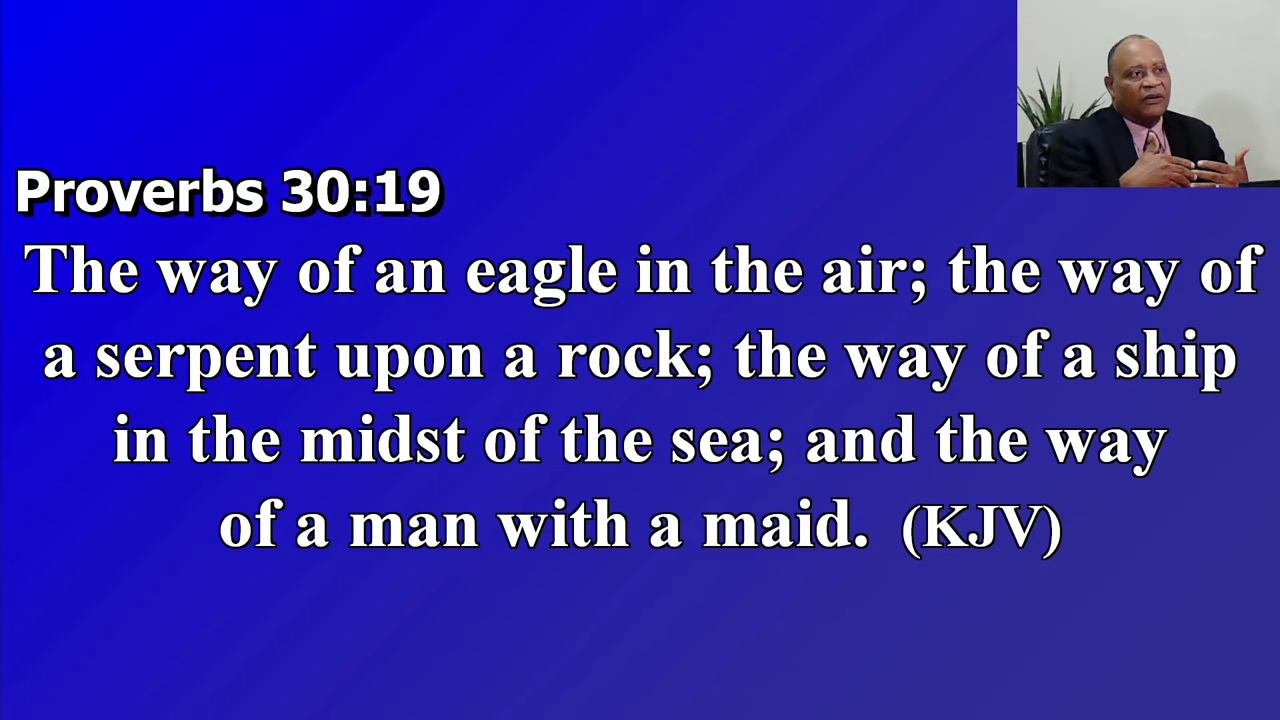 Proverbs 30:19
The way of an eagle in the air; the way of
a serpent upon a rock; the way of a ship
in the midst of the sea; and the way
of a man with a maid. (KJV)